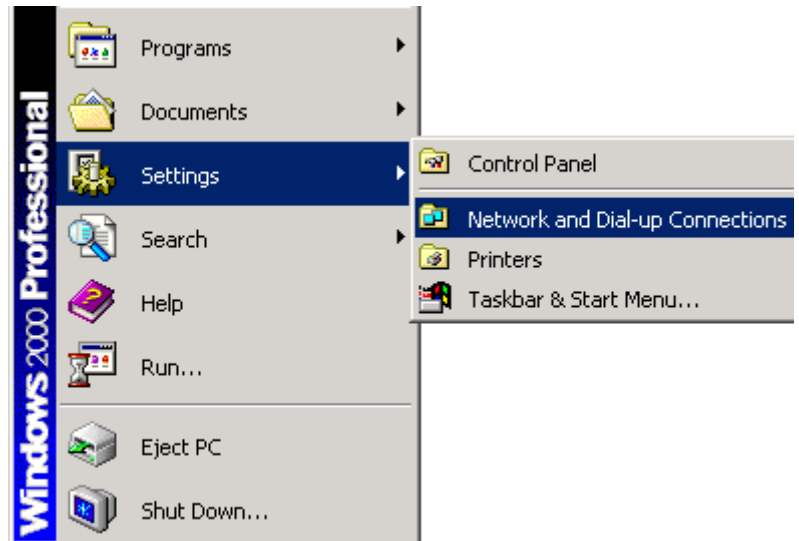 Windows 2000 Professional
Programs
Documents
Settings
Search
Help
Run...
Eject PC
Shut Down...
Control Panel
Network and Dial-up Connections
Printers
Taskbar & Start Menu...